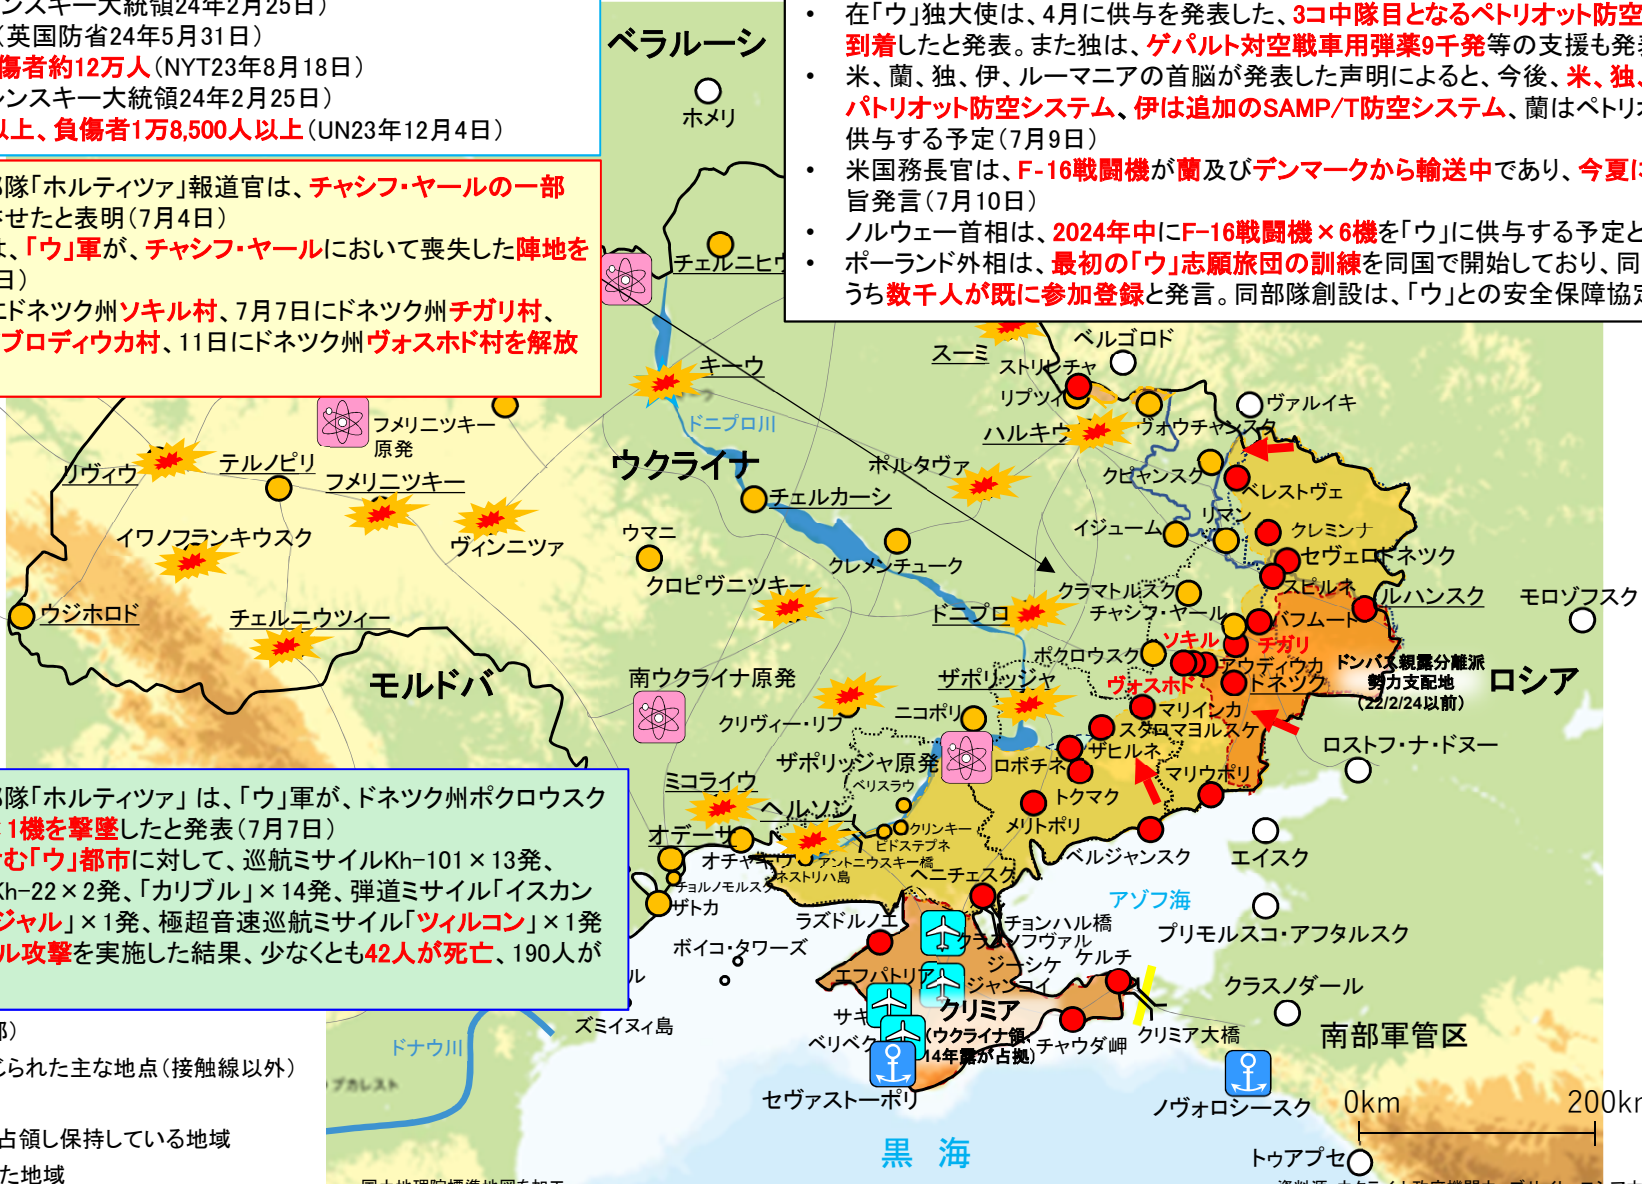 ンスキー大統領24年2月25日）
（英国防省24年5月31日）
傷者約12万人（NYT23年8月18日）
レンスキー大統領24年2月25日）
以上、負傷者1万8,500人以上（UN23年12月4日）
• 在「ウ」独大使は、4月に供与を発表した、3コ中隊目となるペトリオット防空
到着したと発表。また独は、ゲパルト対空戦車用弾薬9千発等の支援も発表
• 米、蘭、独、伊、ルーマニアの首脳が発表した声明によると、今後、米、独、
パトリオット防空システム、伊は追加のSAMP/T防空システム、蘭はペトリオ
供与する予定（7月9日）
• 米国務長官は、F-16戦闘機が蘭及びデンマークから輸送中であり、今夏に
旨発言（7月10日）
• ノルウェー首相は、2024年中にF-16戦闘機×6機を「ウ」に供与する予定と
• ポーランド外相は、最初の「ウ」志願旅団の訓練を同国で開始しており、同
うち数千人が既に参加登録と発言。同部隊創設は、「ウ」との安全保障協定
部隊「ホルティツァ」報道官は、チャシフ・ヤールの一部
させたと表明（7月4日）
は、「ウ」軍が、チャシフ・ヤールにおいて喪失した陣地を
日）
にドネツク州ソキル村、7月7日にドネツク州チガリ村、
ブロディウカ村、11日にドネツク州ヴォスホド村を解放
部隊「ホルティツァ」は、「ウ」軍が、ドネツク州ポクロウスク
×1機を撃墜したと発表（7月7日）
含む「ウ」都市に対して、巡航ミサイルKh-101×13発、
Kh-22×2発、「カリブル」×14発、弾道ミサイル「イスカン
ジャル」×1発、極超音速巡航ミサイル「ツィルコン」×1発
ル攻撃を実施した結果、少なくとも42人が死亡、190人が
ベラルーシ
ホメリ
チェルニヒウ
スーミ
ベルゴロド
ストリレチャ
リプツィ
ヴァルイキ
キーウ
ドニプロ川
ハルキウ
ヴォウチャンスク
フメリニツキー
原発
リヴィウ
テルノピリ
フメリニツキー
ウクライナ
ポルタヴァ
クピャンスク
ベレストヴェ
チェルカーシ
イワノフランキウスク
ヴィンニツァ
ウマニ
イジューム
リマン
クレミンナ
セヴェロドネツク
クレメンチューク
クロピヴニツキー
クラマトルスク
スピルネ
ルハンスク
モロゾフスク
ウジホロド
チェルニウツィー
ドニプロ
チャシフ・ヤール
バフムート
ソキル
チガリ
ポクロウスク
アウディウカ
ドンバス親露分離派
勢力支配地
（22/2/24以前）
ロシア
モルドバ
南ウクライナ原発
ザポリッジャ
ヴォスホド
ドネツク
クリヴィー・リフ
ニコポリ
マリインカ
スタロマヨルスケ
ロストフ・ナ・ドヌー
ザポリッジャ原発
ロボチネ
ザヒルネ
マリウポリ
ミコライウ
ベリスラウ
トクマク
ヘルソン
オデーサ
クリンキー
ピドステプネ
メリトポリ
オチャキウ
アントニウスキー橋
ネストリハ島
ヘニチェスク
ベルジャンスク
エイスク
チョルノモルスク
ザトカ
アゾフ海
ラズドルノエ
チョンハル橋
プリモルスコ・アフタルスク
ボイコ・タワーズ
クラスノフヴァル
ジーシケ
ケルチ
エフパトリア
ジャンコイ
クラスノダール
サキ
クリミア
（ウクライナ領、
14年露が占拠）
ル
ズミイヌィ島
ベリベク
チャウダ岬
クリミア大橋
南部軍管区
ドナウ川
ブカレスト
セヴァストーポリ
ノヴォロシースク
0km
200km
黒 海
トゥアプセ
部）
じられた主な地点（接触線以外）
占領し保持している地域
た地域